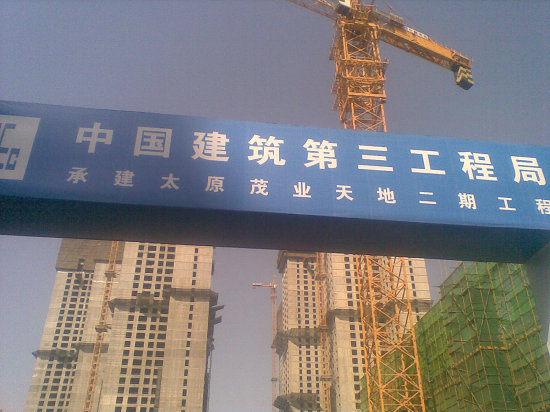 中国建筑第三工程局
承建太原茂业天地二期工程